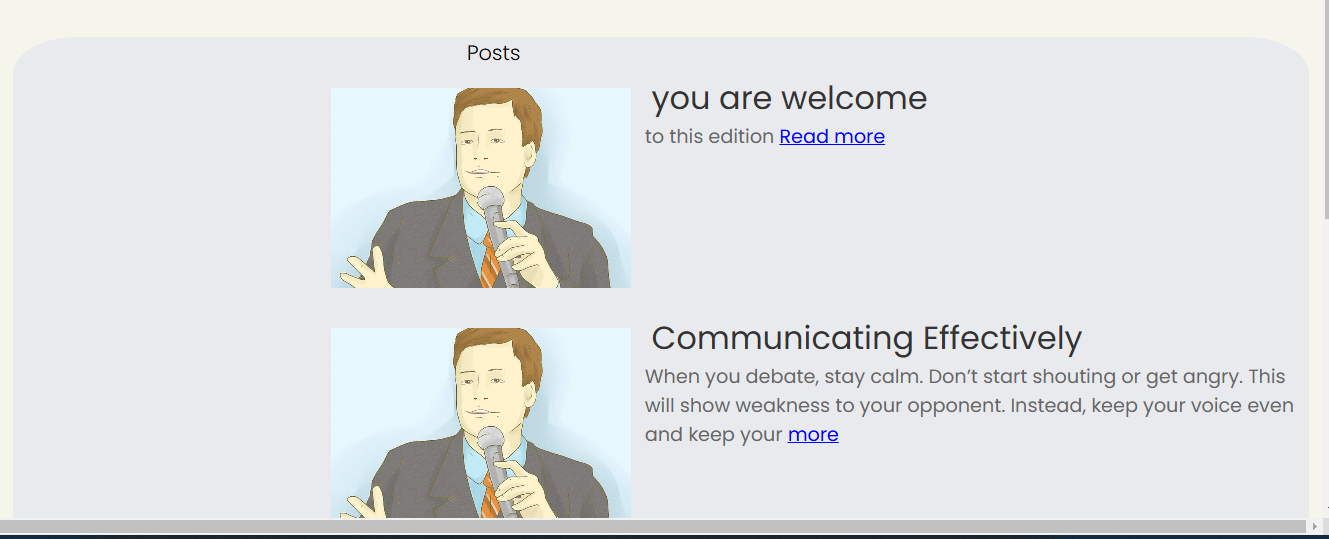 Posts
you are welcome
to this edition Read more
Communicating Effectively
When you debate, stay calm. Don’t start shouting or get angry. This
will show weakness to your opponent. Instead, keep your voice even
and keep your more